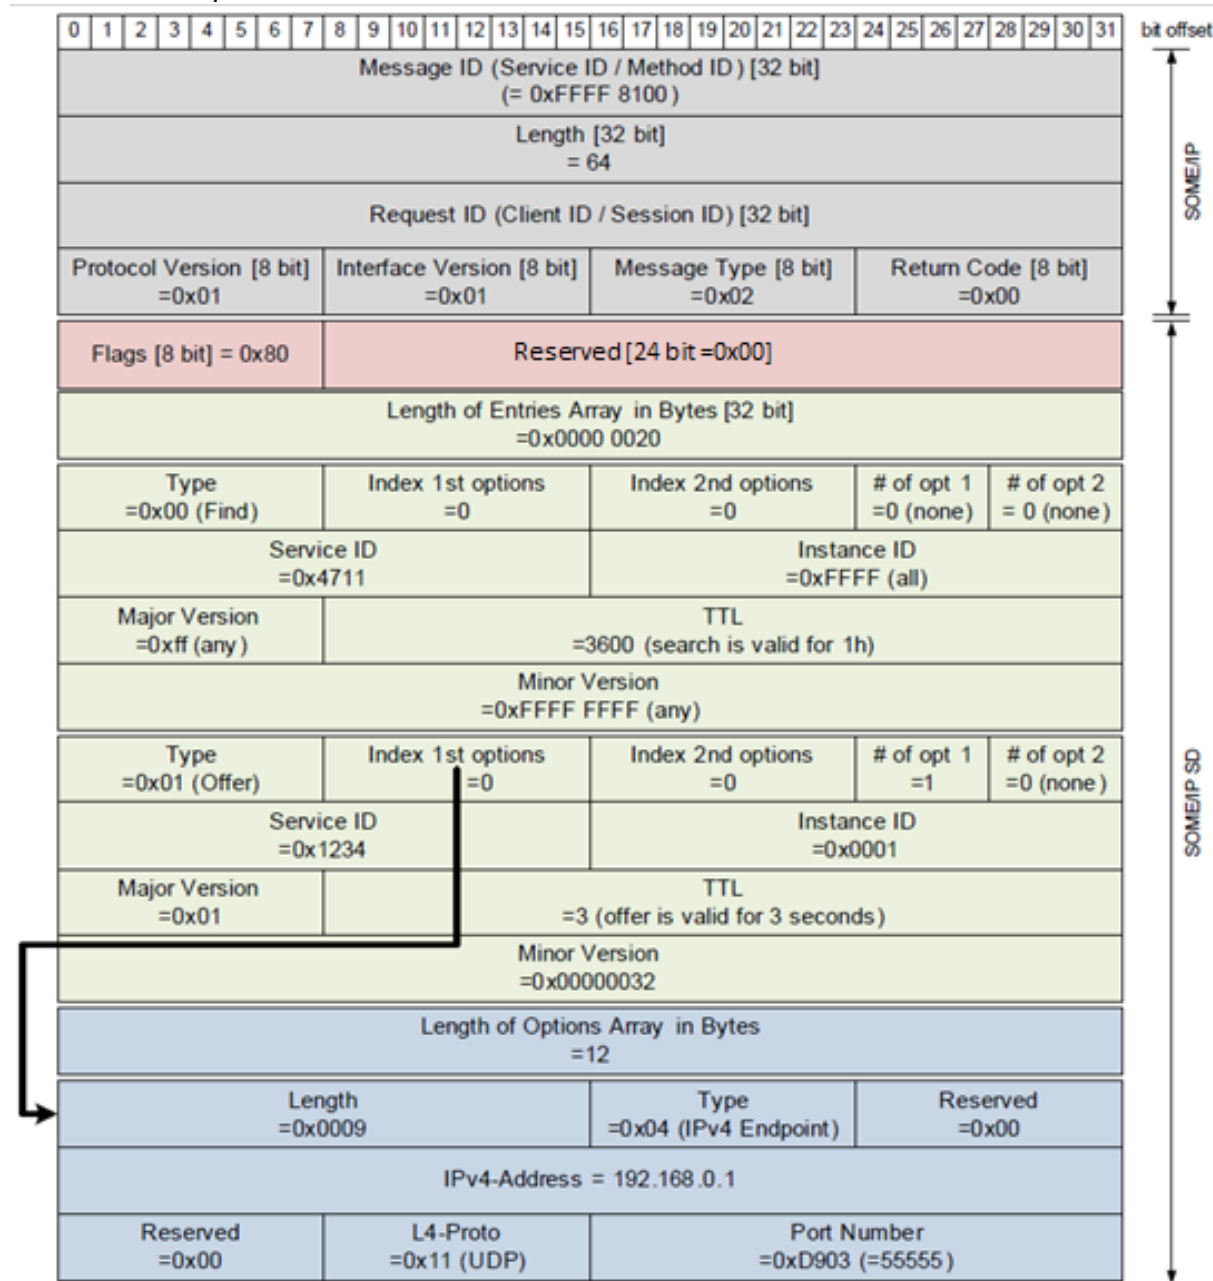 0 1 2 3 4 5 6 7 8 9 10 11 12 13 14 15 16 17 18 19 20 21 22 23 24 25 26 27 28 29 30 31 bit offset
Message ID (Service ID / Method ID) [32 bit]
(= 0xFFFF 8100)
Length [32 bit]
= 64
Request ID (Client ID / Session ID) [32 bit]
Protocol Version [8 bit] Interface Version [8 bit] Message Type [8 bit] Return Code [8 bit]
=0x01 =0x01 =0x02 =0x00
SOME/IP
Flags [8 bit] = 0x80 Reserved [24 bit =0x00]
Length of Entries Array in Bytes [32 bit]
=0x0000 0020
Type Index 1st options Index 2nd options # of opt 1 # of opt 2
=0x00 (Find) =0 =0 =0 (none) = 0 (none)
Service ID Instance ID
=0x4711 =0xFFFF (all)
Major Version TTL
=0xff (any) =3600 (search is valid for 1h)
Minor Version
=0xFFFF FFFF (any)
Type Index 1st options Index 2nd options # of opt 1 # of opt 2
=0x01 (Offer) =0 =0 =1 =0 (none)
Service ID Instance ID
=0x1234 =0x0001
Major Version TTL
=0x01 =3 (offer is valid for 3 seconds)
Minor Version
=0x00000032
Length of Options Array in Bytes
=12
Length Type Reserved
=0x0009 =0x04 (IPv4 Endpoint) =0x00
IPv4-Address = 192.168.0.1
Reserved L4-Proto Port Number
=0x00 =0x11 (UDP) =0xD903 (=55555)
SOME/IP SD